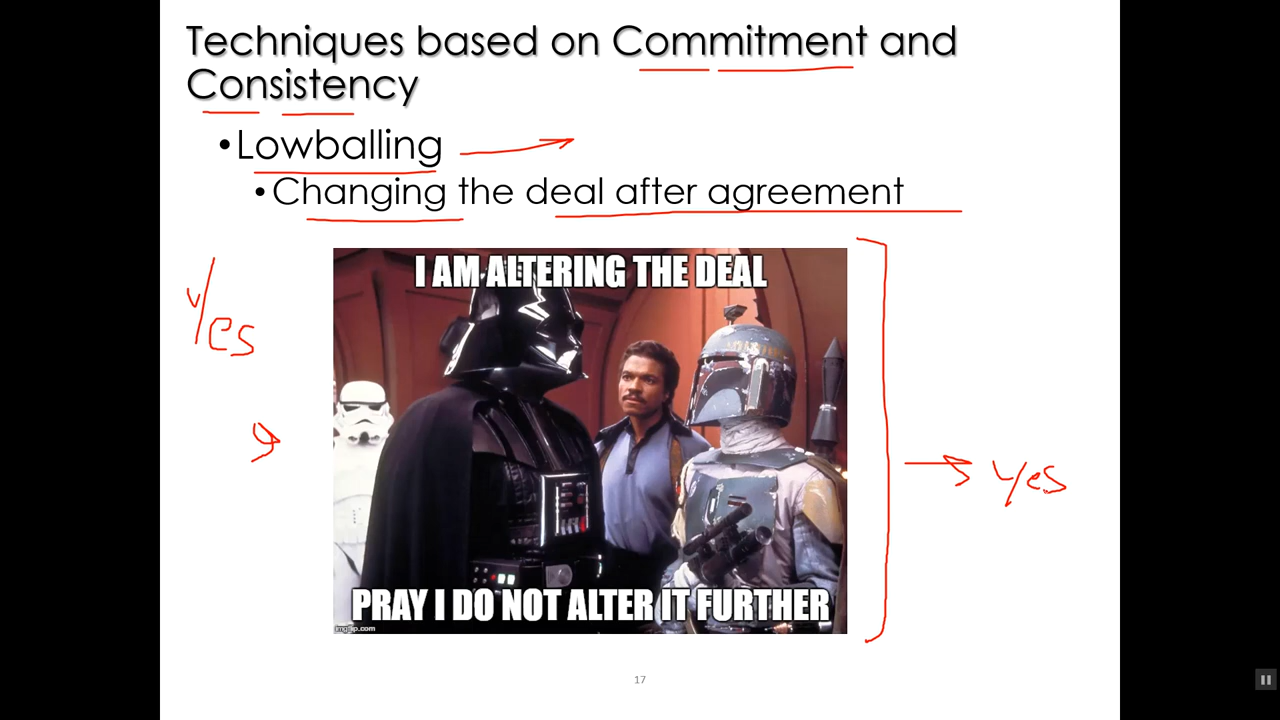 Techniques based on Commitment and
Consistency
•Lowballing
•Changing the deal after agreement
Yes
I AM ALTERING THE DEAL
Yes
PRAY I DO NOT ALTER IT FURTHER
imgflip.com
17